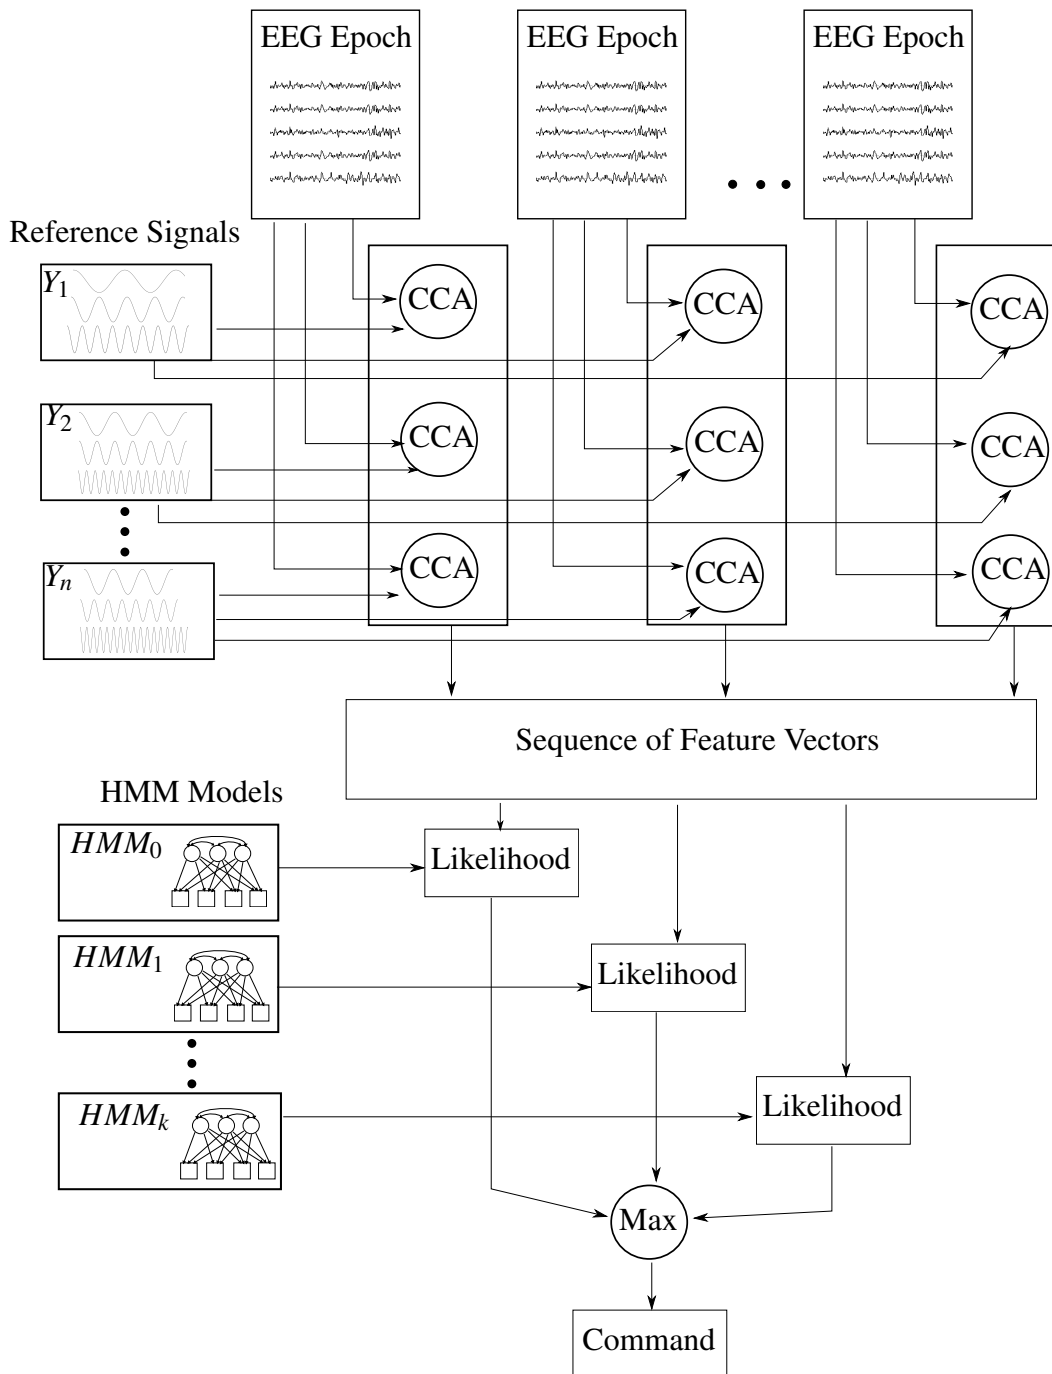 EEG Epoch
EEG Epoch
EEG Epoch
Reference Signals
Y1
CCA
CCA
CCA
Y2
CCA
CCA
CCA
Yn
CCA
CCA
CCA
Sequence of Feature Vectors
HMM Models
HMM0
Likelihood
HMM1
Likelihood
HMMk
Likelihood
Max
Command